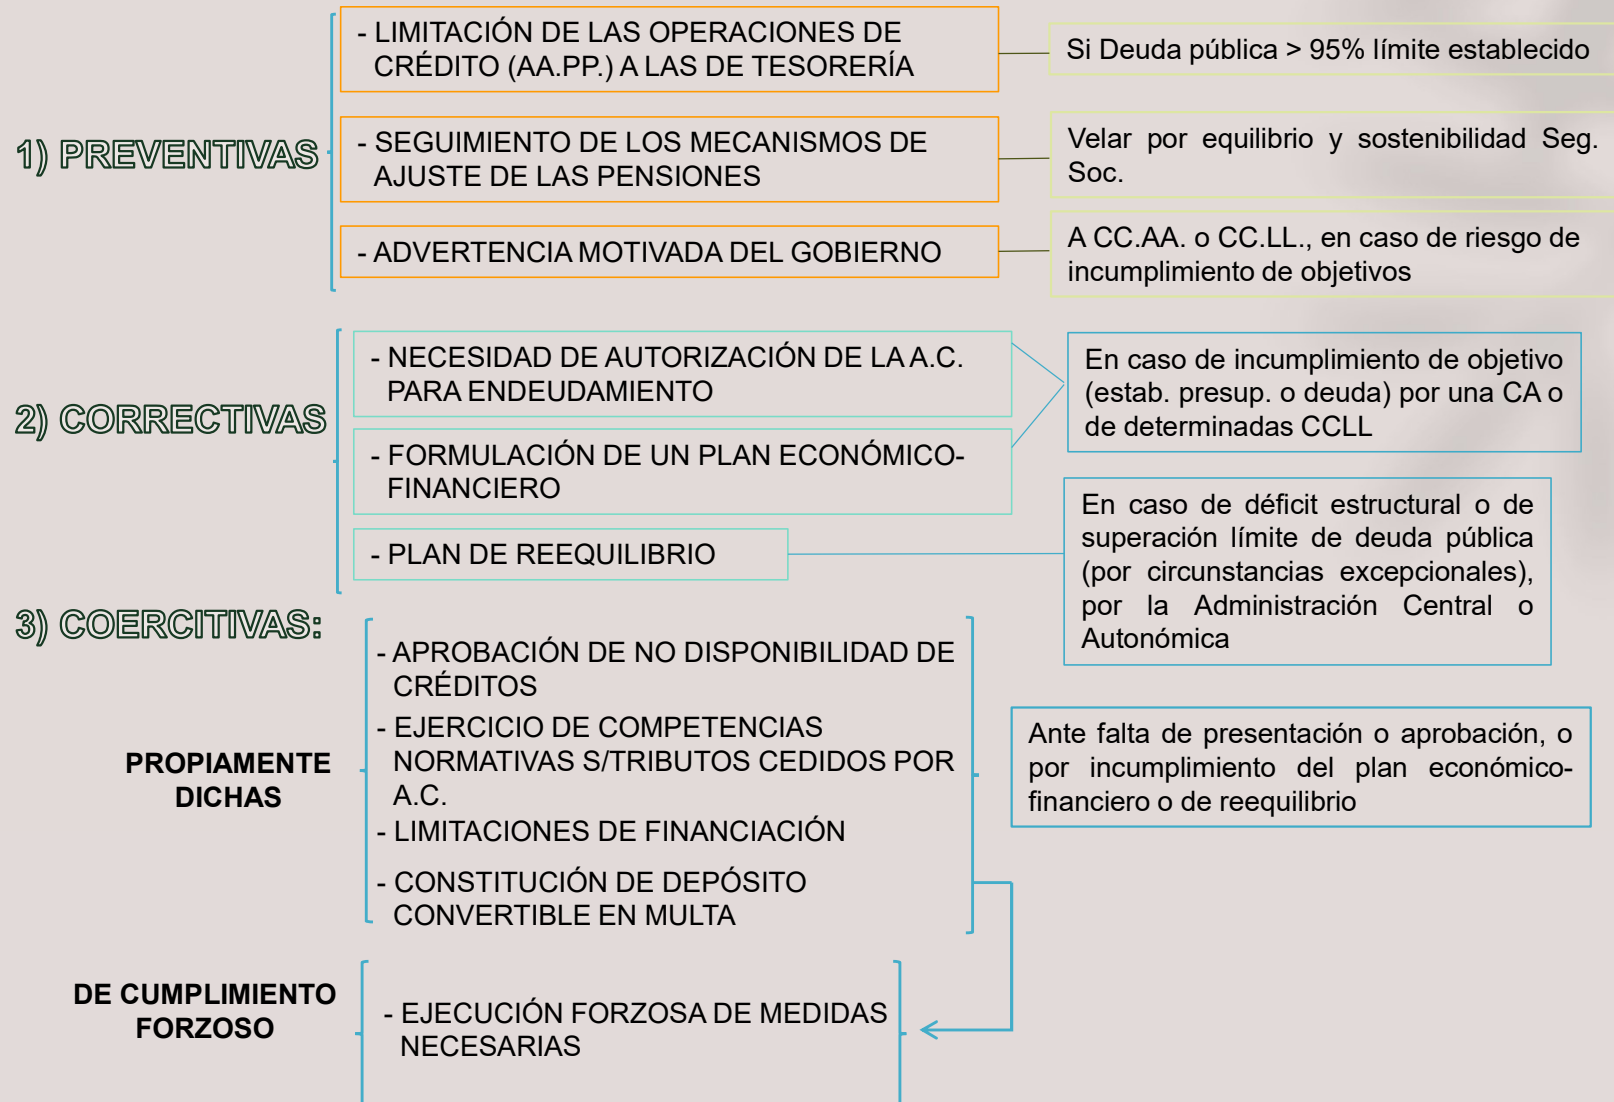 - LIMITACIÓN DE LAS OPERACIONES DE
CRÉDITO (AA.PP.) A LAS DE TESORERÍA
Si Deuda pública > 95% límite establecido
1) PREVENTIVAS
- SEGUIMIENTO DE LOS MECANISMOS DE
AJUSTE DE LAS PENSIONES
Velar por equilibrio y sostenibilidad Seg.
Soc.
- ADVERTENCIA MOTIVADA DEL GOBIERNO
A CC.AA. o CC.LL., en caso de riesgo de
incumplimiento de objetivos
2) CORRECTIVAS
- NECESIDAD DE AUTORIZACIÓN DE LA A.C.
PARA ENDEUDAMIENTO
- FORMULACIÓN DE UN PLAN ECONÓMICO-
FINANCIERO
En caso de incumplimiento de objetivo
(estab. presup. o deuda) por una CA o
de determinadas CCLL
- PLAN DE REEQUILIBRIO
En caso de déficit estructural o de
superación límite de deuda pública
(por circunstancias excepcionales),
por la Administración Central o
Autonómica
3) COERCITIVAS:
PROPIAMENTE
DICHAS
- APROBACIÓN DE NO DISPONIBILIDAD DE
CRÉDITOS
- EJERCICIO DE COMPETENCIAS
NORMATIVAS S/TRIBUTOS CEDIDOS POR
A.C.
- LIMITACIONES DE FINANCIACIÓN
- CONSTITUCIÓN DE DEPÓSITO
CONVERTIBLE EN MULTA
Ante falta de presentación o aprobación, o
por incumplimiento del plan económico-
financiero o de reequilibrio
DE CUMPLIMIENTO
FORZOSO
- EJECUCIÓN FORZOSA DE MEDIDAS
NECESARIAS